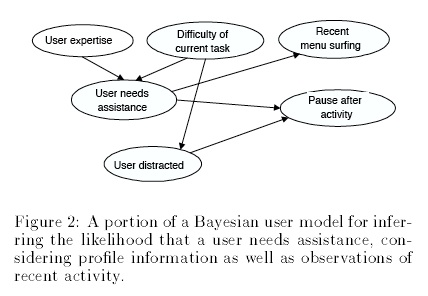 User expertise
Difficulty of
current task
Recent
menu surfing
User needs
assistance
Pause after
activity
User distracted
Figure 2: A portion of a Bayesian user model for infer-
ring the likelihood that a user needs assistance, con-
sidering profile information as well as observations of
recent activity.